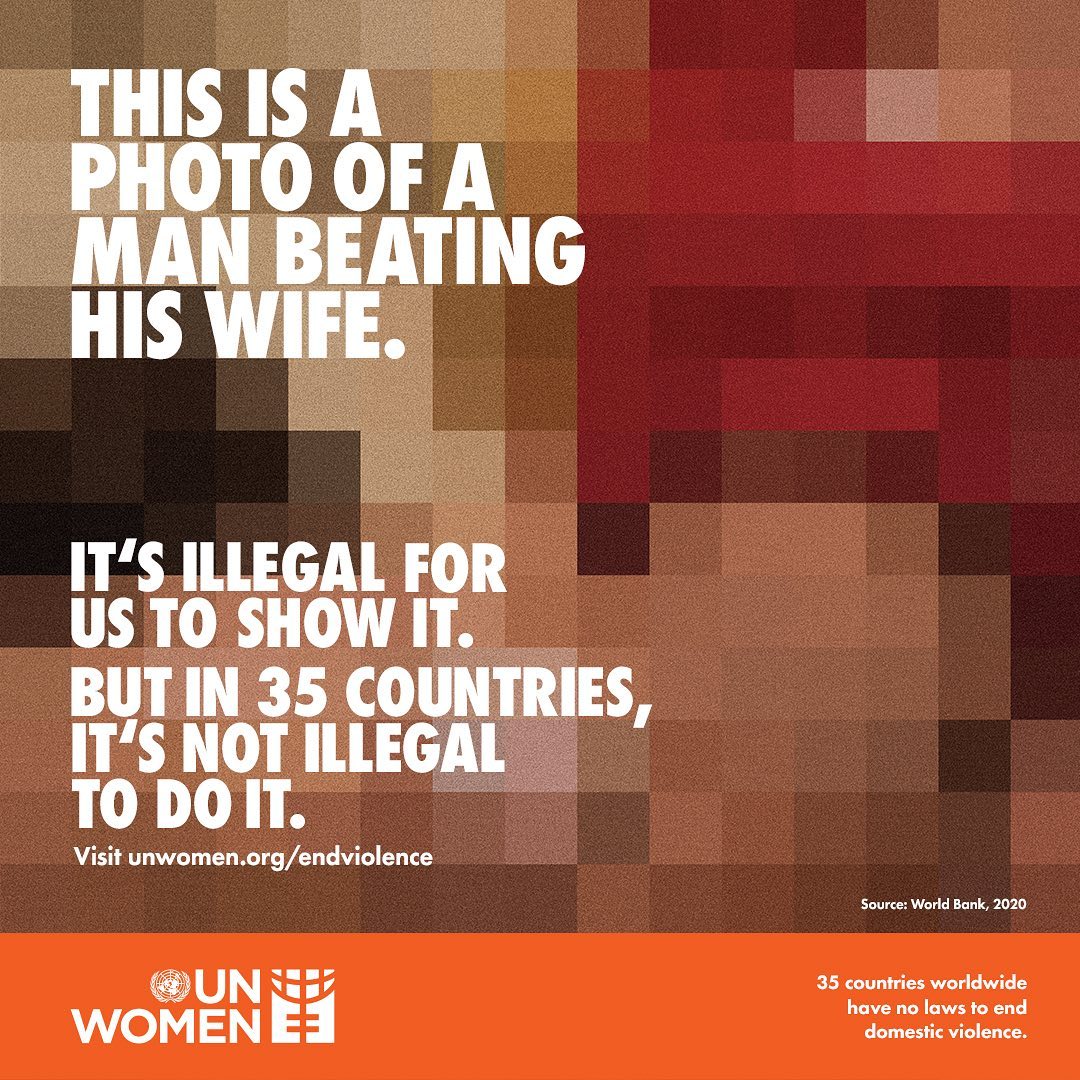 THIS IS A
PHOTO OF A
MAN BEATING
HIS WIFE.
IT'S ILLEGAL FOR
US TO SHOW IT.
BUT IN 35 COUNTRIES,
IT'S NOT ILLEGAL
TO DO IT.
Visit unwomen.org/endviolence
Source: World Bank, 2020
UN
WOMEN
35 countries worldwide
have no laws to end
domestic violence.